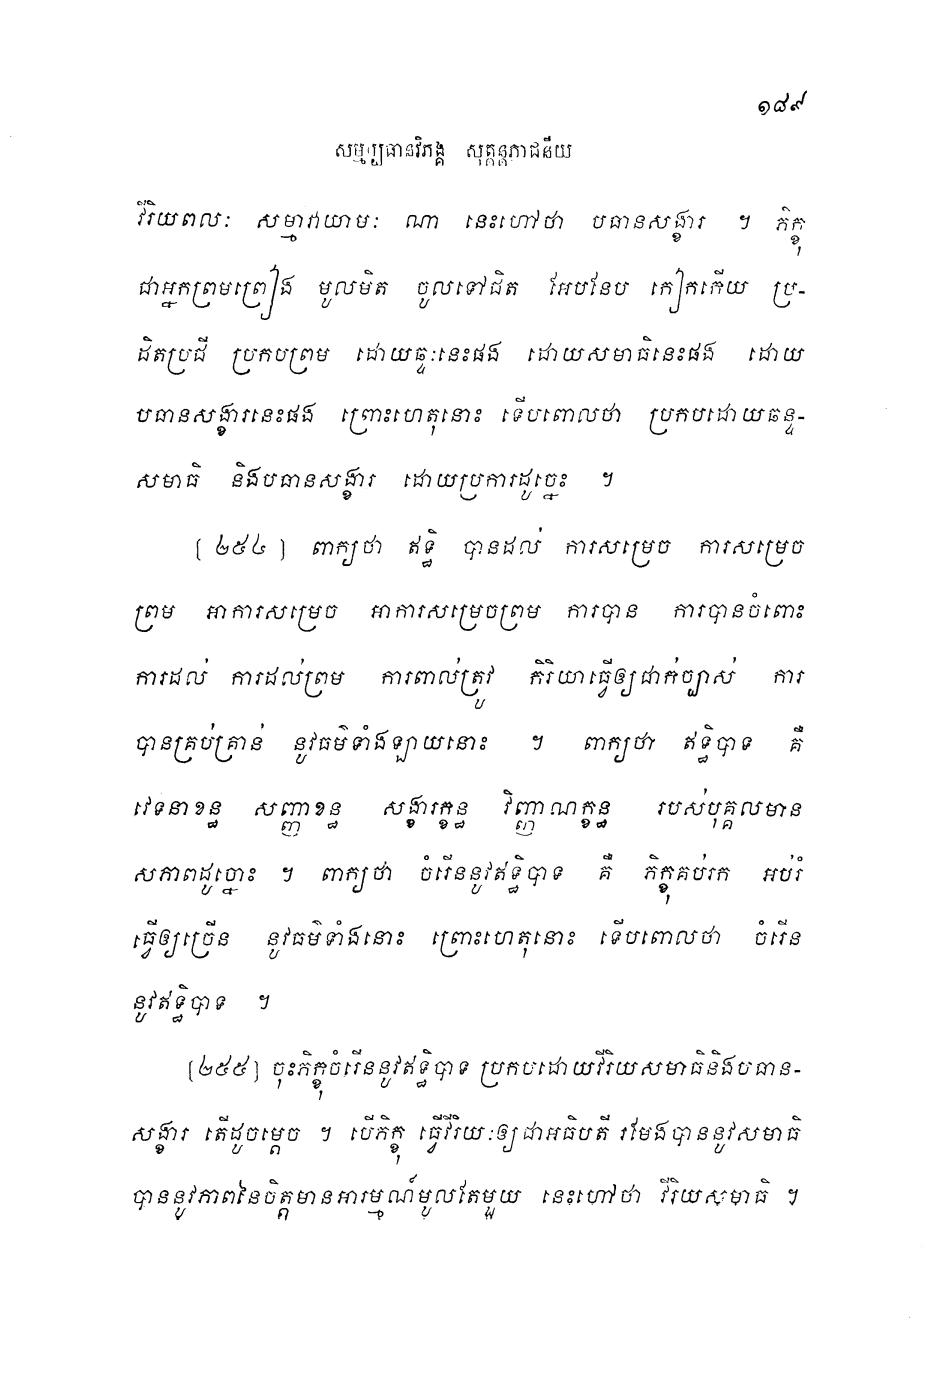 ១៨៩
សម្មប្បធានវិភង្គ សុត្តន្តភាជនីយ
វីរិយពលៈ សម្មាវាយាមៈ ណា នេះហៅថា បធានសង្ខារ ។ ភិក្ខុ
ជាអ្នកព្រមព្រៀង មូលមិត ចូលទៅជិត អែបនែប កៀកកើយ ប្រ-
ជិតប្រជី ប្រកបព្រម ដោយឆន្ទៈនេះផង ដោយសមាធិនេះផង ដោយ
បធានសង្ខារនេះផង ព្រោះហេតុនោះ ទើបពោលថា ប្រកបដោយឆន្ទ-
សមាធិ និងបធានសង្ខារ ដោយប្រការដូច្នេះ ។
[២៥៤] ពាក្យថា ឥទ្ធិ បានដល់ ការសម្រេច ការសម្រេច
ព្រម អាការសម្រេច អាការសម្រេចព្រម ការបាន ការបានចំពោះ
ការដល់ ការដល់ព្រម ការពាល់ត្រូវ កិរិយាធ្វើឲ្យជាក់ច្បាស់ ការ
បានគ្រប់គ្រាន់ នូវធម៌ទាំងឡាយនោះ ។ ពាក្យថា ឥទ្ធិបាទ គឺ
វេទនាខន្ធ សញ្ញាខន្ធ សង្ខារក្ខន្ធ វិញ្ញាណក្ខន្ធ របស់បុគ្គលមាន
សភាពដូច្នោះ ។ ពាក្យថា ចំរើននូវឥទ្ធិបាទ គឺ ភិក្ខុគប់រក អប់រំ
ធ្វើឲ្យច្រើន នូវធម៌ទាំងនោះ ព្រោះហេតុនោះ ទើបពោលថា ចំរើន
នូវឥទ្ធិបាទ ។
[២៥៥] ចុះភិក្ខុចំរើននូវឥទ្ធិបាទ ប្រកបដោយវីរិយសមាធិនិងបធាន-
សង្ខារ តើដូចម្តេច ។ បើភិក្ខុ ធ្វើវីរិយៈឲ្យជាអធិបតី រមែងបាននូវសមាធិ
បាននូវភាពនៃចិត្តមានអារម្មណ៍មូលតែមួយ នេះហៅថា វីរិយសមាធិ ។